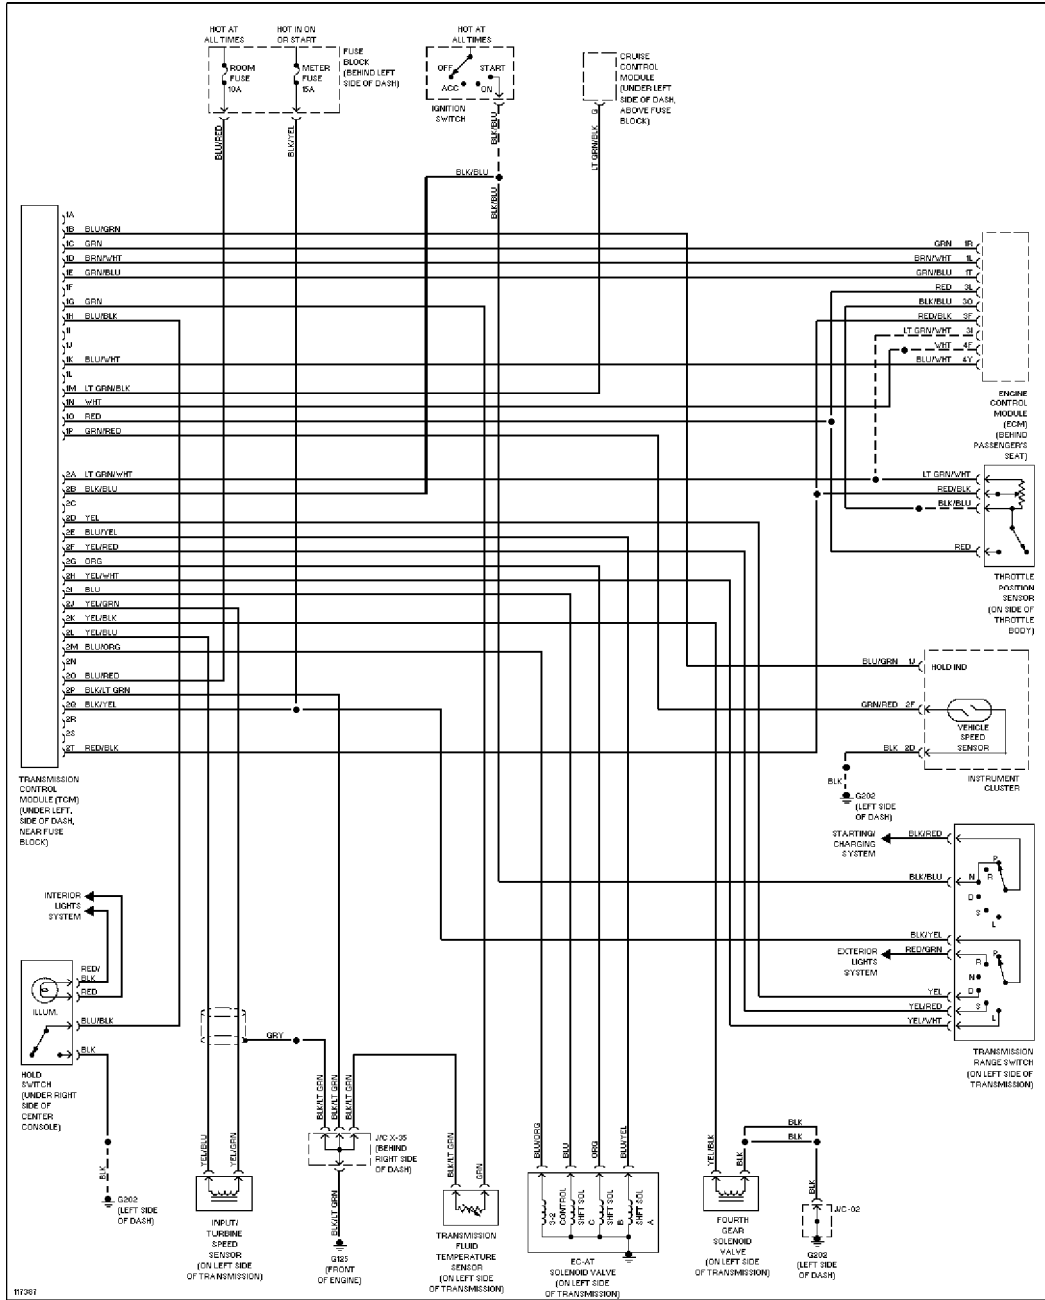 HOT AT
ALL TIMES
HOT IN ON
OR START
HOT AT
ALL TIMES
ROOM
FUSE
10A
METER
FUSE
15A
FUSE
BLOCK
(BEHIND LEFT
SIDE OF DASH)
OFF
START
ACC
ON
IGNITION
SWITCH
CRUISE
CONTROL
MODULE
(UNDER LEFT
SIDE OF DASH,
ABOVE FUSE
BLOCK)
G
BLU/RED
BLK/YEL
BLK/BLU
LT GRN/BLK
BLK/BLU
BLK/BLU
1A
1B BLU/GRN
1C GRN
1D BRN/WHT
1E GRN/BLU
1F
1G GRN
1H BLU/BLK
1I
1J
1K BLU/WHT
1L
1M LT GRN/BLK
1N WHT
1O RED
1P GRN/RED
2A LT GRN/WHT
2B BLK/BLU
2C
2D YEL
2E BLU/YEL
2F YEL/RED
2G ORG
2H YEL/WHT
2I BLU
2J YEL/GRN
2K YEL/BLK
2L YEL/BLU
2M BLU/ORG
2N
2O BLU/RED
2P BLK/LT GRN
2Q BLK/YEL
2R
2S
2T RED/BLK
TRANSMISSION
CONTROL
MODULE (TCM)
(UNDER LEFT,
SIDE OF DASH,
NEAR FUSE
BLOCK)
GRN 1R
BRN/WHT 1L
GRN/BLU 1T
RED 3L
BLK/BLU 3O
RED/BLK 3F
LT GRN/WHT 3I
WHT 4F
BLU/WHT 4Y
ENGINE
CONTROL
MODULE
(ECM)
(BEHIND
PASSENGER'S
SEAT)
LT GRN/WHT
RED/BLK
BLK/BLU
RED
THROTTLE
POSITION
SENSOR
(ON SIDE OF
THROTTLE
BODY)
BLU/GRN 1J
HOLD IND
GRN/RED 2F
VEHICLE
SPEED
SENSOR
BLK 2D
BLK
INSTRUMENT
CLUSTER
G202
(LEFT SIDE
OF DASH)
STARTING/
CHARGING
SYSTEM
BLK/RED
P
R
N
D
S
L
BLK/BLU
BLK/YEL
EXTERIOR
LIGHTS
SYSTEM
RED/GRN
P
R
N
D
S
L
YEL
YEL/RED
YEL/WHT
TRANSMISSION
RANGE SWITCH
(ON LEFT SIDE OF
TRANSMISSION)
INTERIOR
LIGHTS
SYSTEM
RED/
BLK
RED
ILLUM.
BLU/BLK
BLK
HOLD
SWITCH
(UNDER RIGHT
SIDE OF
CENTER
CONSOLE)
BLK
G202
(LEFT SIDE
OF DASH)
GRY
YEL/BLU
YEL/GRN
INPUT/
TURBINE
SPEED
SENSOR
(ON LEFT SIDE
OF TRANSMISSION)
BLK/LT GRN
BLK/LT GRN
BLK/LT GRN
J/C X-05
(BEHIND
RIGHT SIDE
OF DASH)
BLK/LT GRN
G125
(FRONT
OF ENGINE)
BLK/LT GRN
GRN
TRANSMISSION
FLUID
TEMPERATURE
SENSOR
(ON LEFT SIDE
OF TRANSMISSION)
BLU/ORG
BLU
ORG
BLU/YEL
3-2
CONTROL
SHFT SOL
C
SHFT SOL
B
SHFT SOL
A
EC-AT
SOLENOID VALVE
(ON LEFT SIDE
OF TRANSMISSION)
YEL/BLK
BLK
BLK
BLK
BLK
FOURTH
GEAR
SOLENOID
VALVE
(ON LEFT SIDE
OF TRANSMISSION)
J/C-02
G202
(LEFT SIDE
OF DASH)
117387